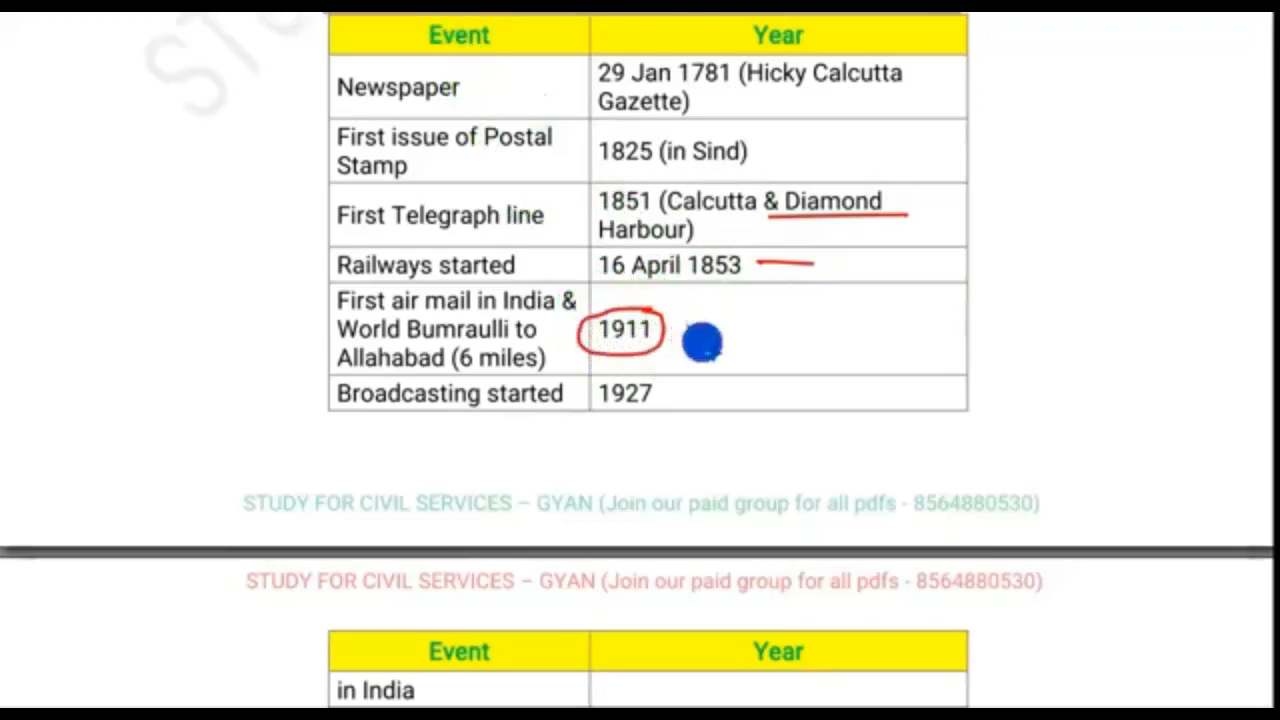 Stu
Event Year
Newspaper 29 Jan 1781 (Hicky Calcutta
Gazette)
First issue of Postal
Stamp 1825 (in Sind)
First Telegraph line 1851 (Calcutta & Diamond
Harbour)
Railways started 16 April 1853
First air mail in India &
World Bumraulli to
Allahabad (6 miles) 1911
Broadcasting started 1927
STUDY FOR CIVIL SERVICES – GYAN (Join our paid group for all pdfs - 8564880530)
STUDY FOR CIVIL SERVICES – GYAN (Join our paid group for all pdfs - 8564880530)
Event Year
in India